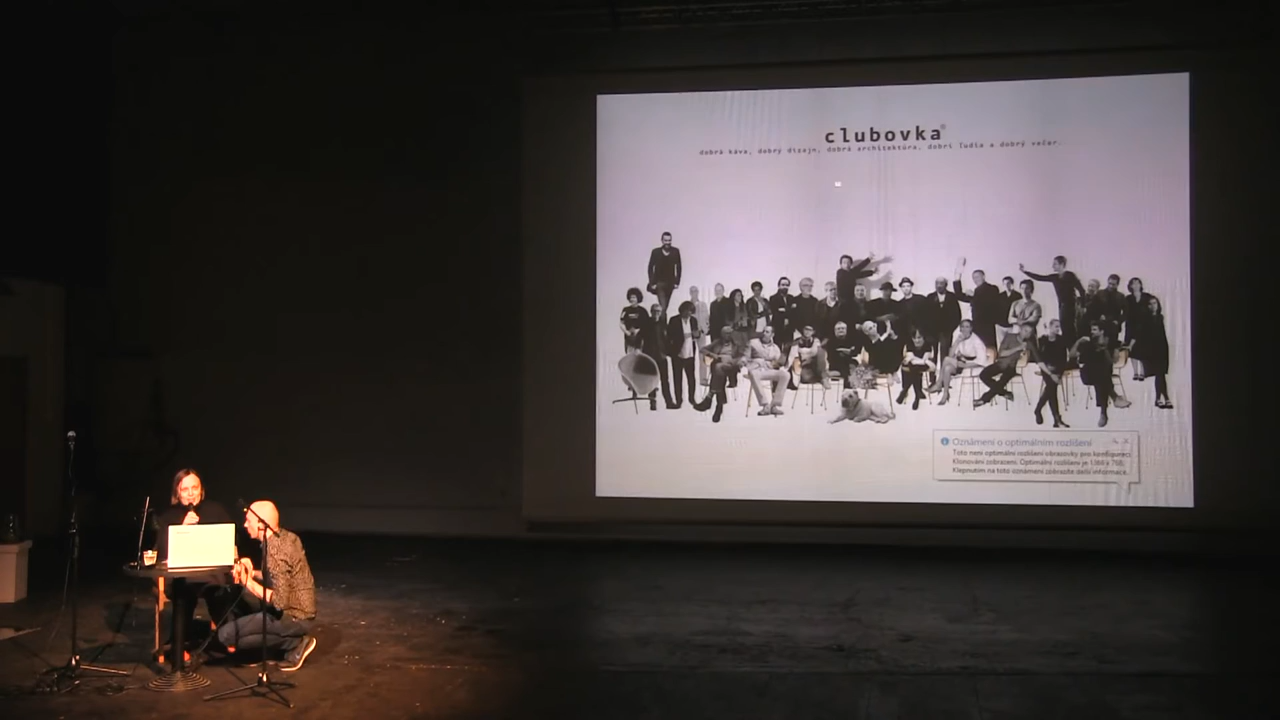 clubovka®
dobrá káva, dobrý dizajn, dobrá architektúra, dobrí ľudia a dobrý večer.
Oznámení o optimálním rozlišení
Toto není optimální rozlišení obrazovky pro konfiguraci
Klonování zobrazení. Optimální rozlišení je 1366 x 768.
Klepnutím na toto oznámení zobrazíte další informace.